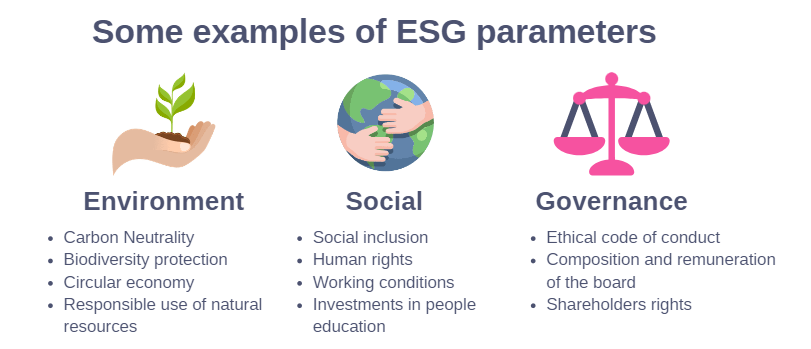 Some examples of ESG parameters
Environment
• Carbon Neutrality
• Biodiversity protection
• Circular economy
• Responsible use of natural
resources
Social
• Social inclusion
• Human rights
• Working conditions
• Investments in people
education
Governance
• Ethical code of conduct
• Composition and remuneration
of the board
• Shareholders rights